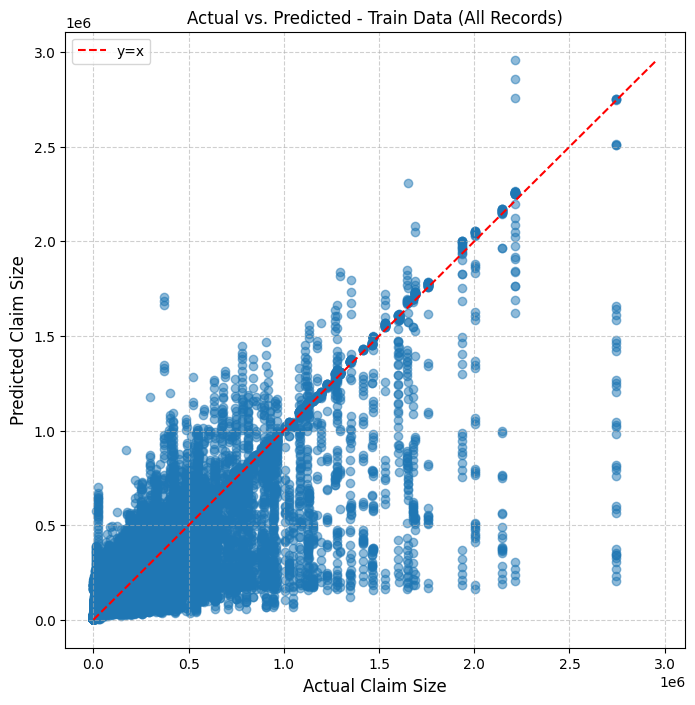 Actual vs. Predicted - Train Data (All Records)
1e6
y=x
3.0
2.5
2.0
1.5
1.0
0.5
0.0
Predicted Claim Size
0.0 0.5 1.0 1.5 2.0 2.5 3.0
1e6
Actual Claim Size